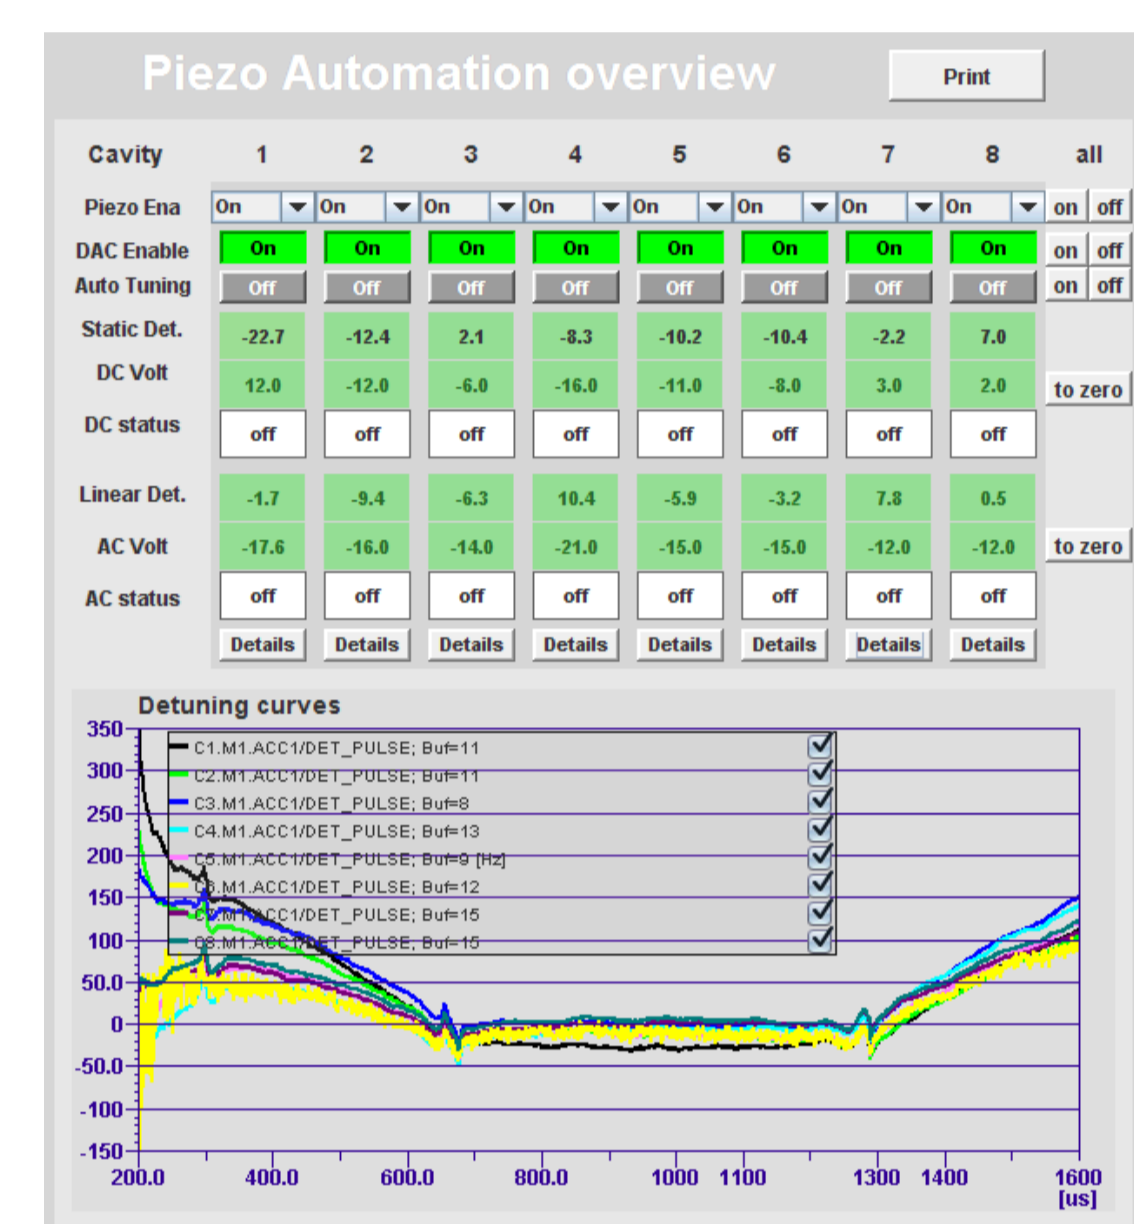 Piezo Automation overview Print
Cavity 1 2 3 4 5 6 7 8 all
Piezo Ena On On On On On On On On on off
DAC Enable On On On On On On On On on off
Auto Tuning Off Off Off Off Off Off Off Off on off
Static Det. -22.7 -12.4 2.1 -8.3 -10.2 -10.4 -2.2 7.0
DC Volt 12.0 -12.0 -6.0 -16.0 -11.0 -8.0 3.0 2.0 to zero
DC status off off off off off off off off
Linear Det. -1.7 -9.4 -6.3 10.4 -5.9 -3.2 7.8 0.5
AC Volt -17.6 -16.0 -14.0 -21.0 -15.0 -15.0 -12.0 -12.0 to zero
AC status off off off off off off off off
Details Details Details Details Details Details Details Details
Detuning curves
350
C1.M1.ACC1/DET_PULSE; Buf=11
300
C2.M1.ACC1/DET_PULSE; Buf=11
C3.M1.ACC1/DET_PULSE; Buf=8
250
C4.M1.ACC1/DET_PULSE; Buf=13
200
C5.M1.ACC1/DET_PULSE; Buf=9 [Hz]
C6.M1.ACC1/DET_PULSE; Buf=12
150
C7.M1.ACC1/DET_PULSE; Buf=15
100
C8.M1.ACC1/DET_PULSE; Buf=15
50.0
0
-50.0
-100
-150
200.0 400.0 600.0 800.0 1000 1100 1300 1400 1600
[us]